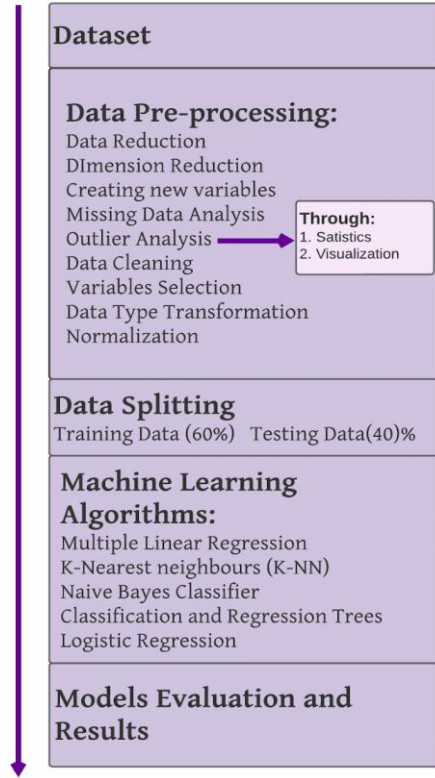 Dataset
Data Pre-processing:
Data Reduction
DImension Reduction
Creating new variables
Missing Data Analysis
Outlier Analysis
Through:
1. Satistics
2. Visualization
Data Cleaning
Variables Selection
Data Type Transformation
Normalization
Data Splitting
Training Data (60%) Testing Data(40)%
Machine Learning
Algorithms:
Multiple Linear Regression
K-Nearest neighbours (K-NN)
Naive Bayes Classifier
Classification and Regression Trees
Logistic Regression
Models Evaluation and
Results